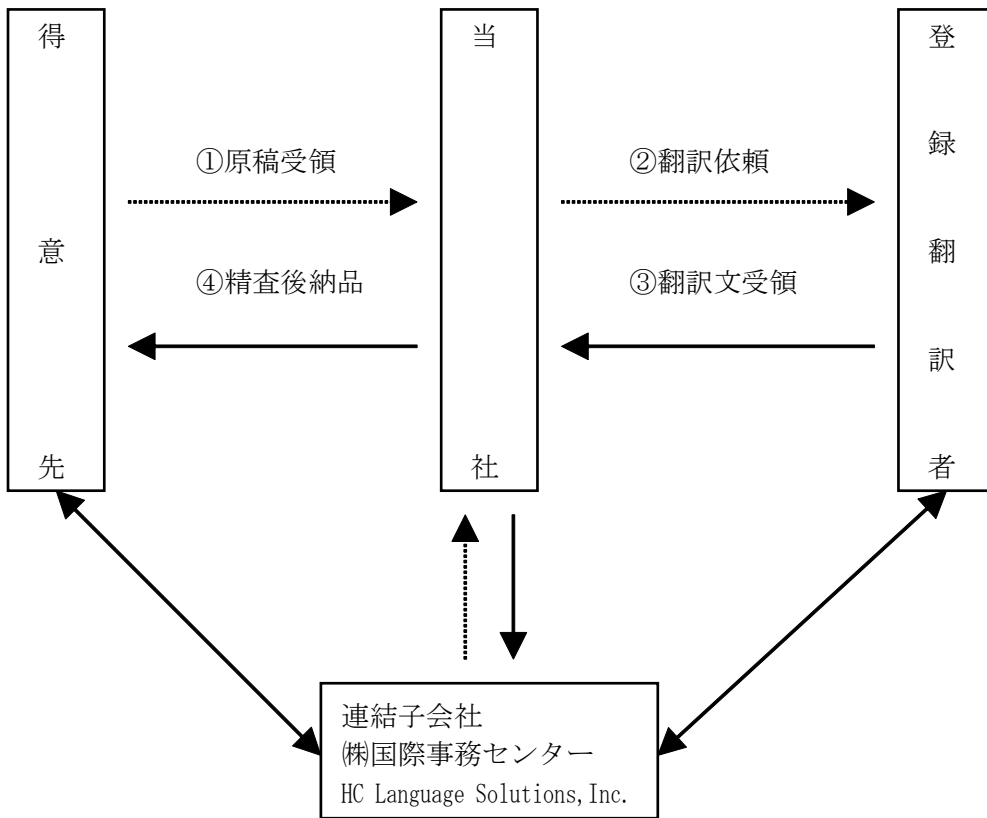 得意先
①原稿受領
④精査後納品
当社
②翻訳依頼
③翻訳文受領
登録翻訳者
連結子会社
㈱国際事務センター
HC Language Solutions,Inc.